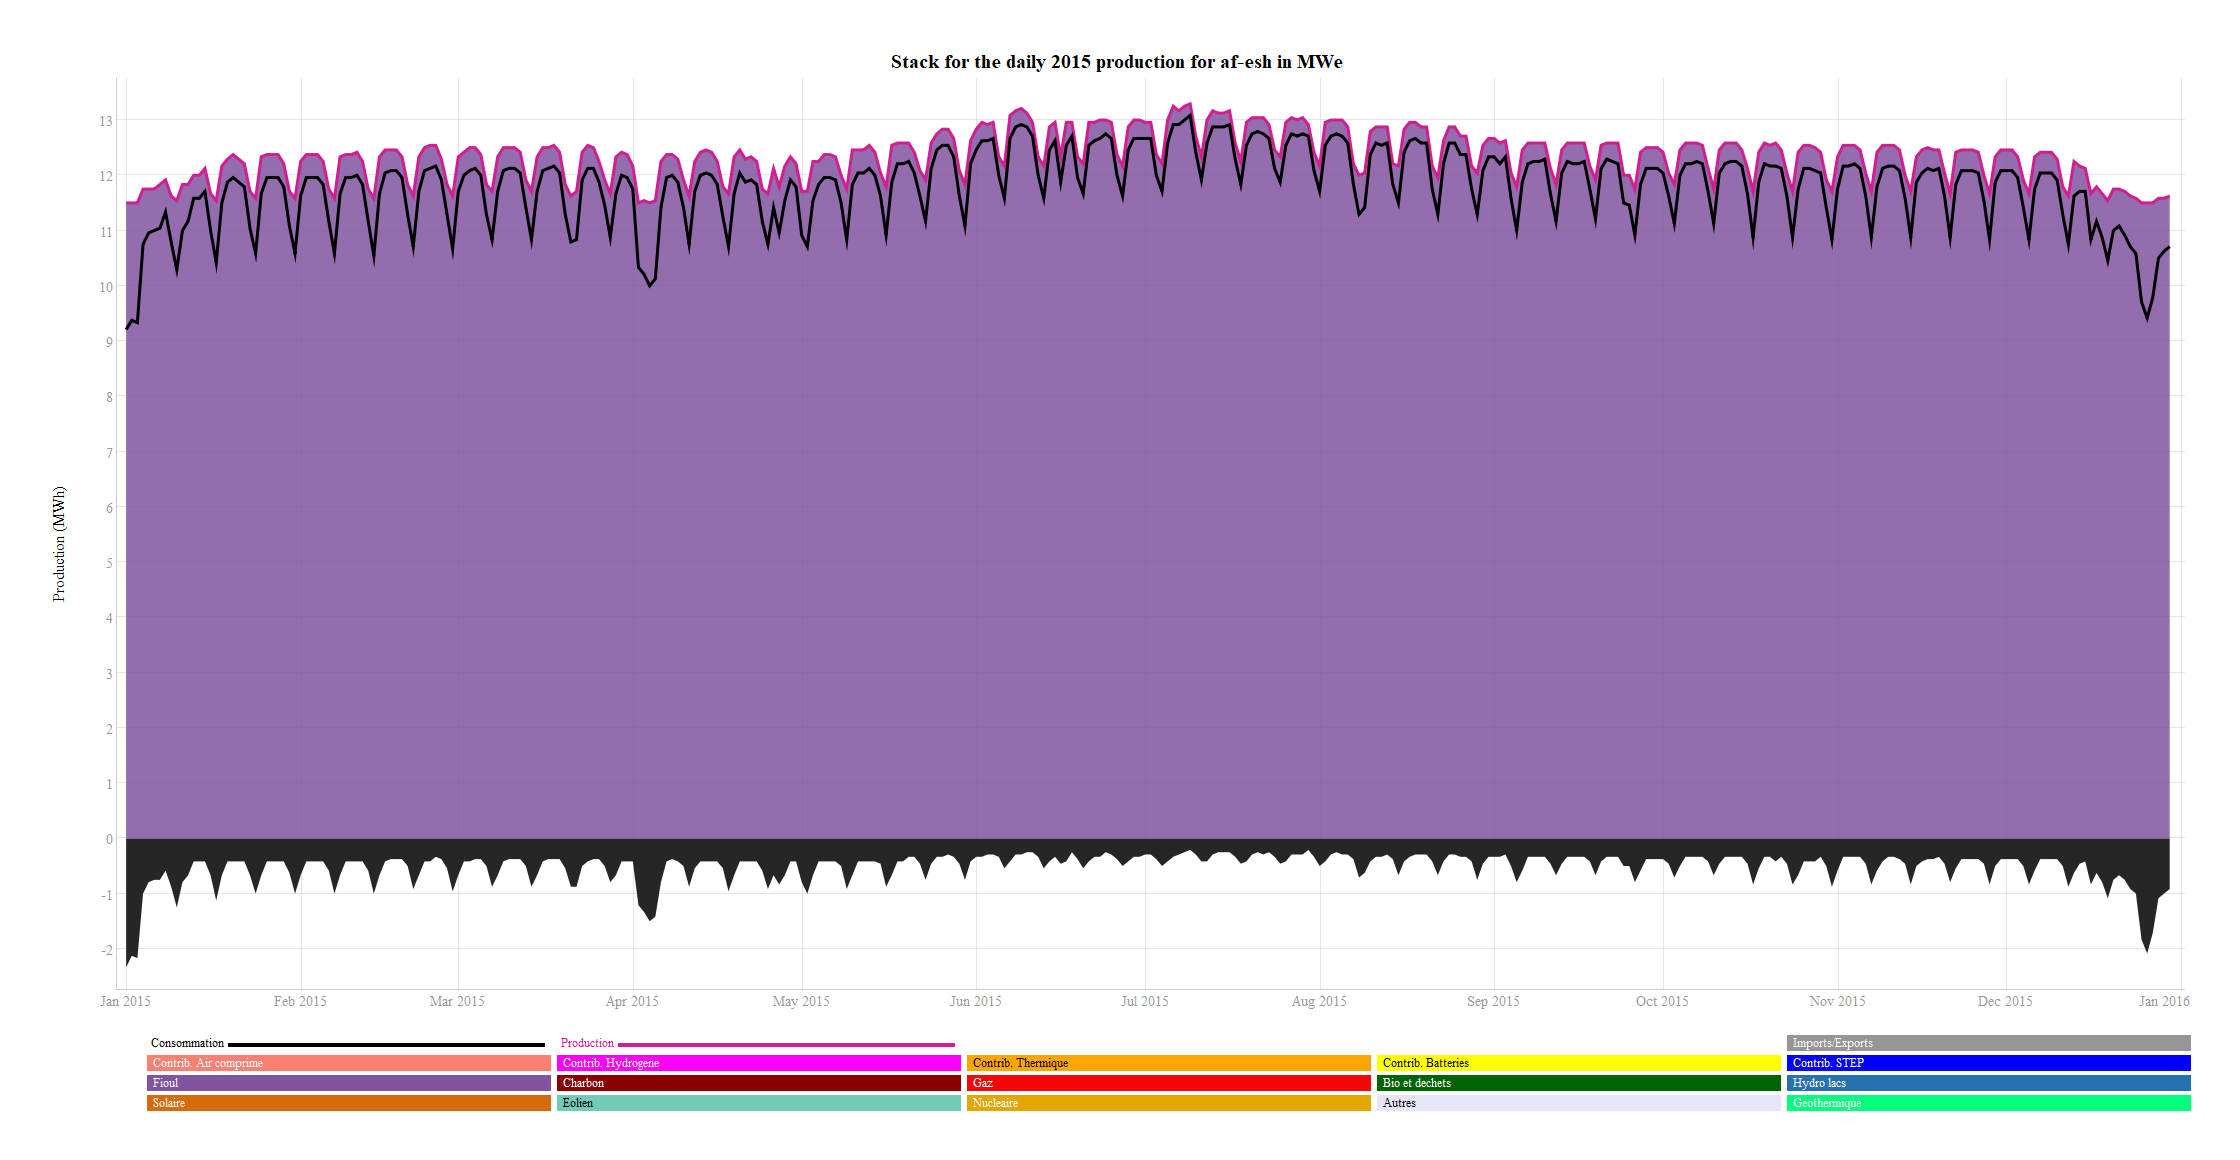 Stack for the daily 2015 production for af-esh in MWe
Production (MWh)
13
12
11
10
9
8
7
6
5
4
3
2
1
0
-1
-2
Jan 2015 Feb 2015 Mar 2015 Apr 2015 May 2015 Jun 2015 Jul 2015 Aug 2015 Sep 2015 Oct 2015 Nov 2015 Dec 2015 Jan 2016
Consommation Production Imports/Exports
Contrib. Air comprime Contrib. Hydrogene Contrib. Thermique Contrib. Batteries Contrib. STEP
Fioul Charbon Gaz Bio et dechets Hydro lacs
Solaire Eolien Nucleaire Autres Geothermique